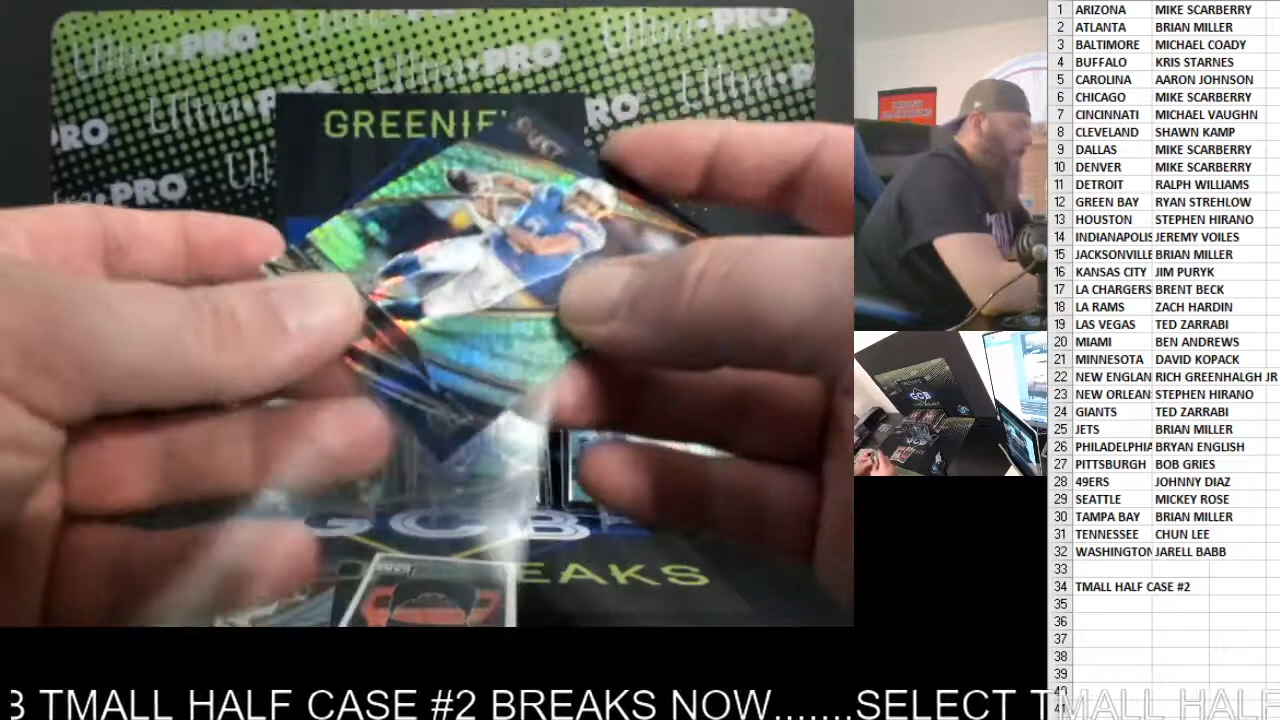 Ultra•PRO
GREENIE
SELECT
GCB
EAKS
1 ARIZONA MIKE SCARBERRY
2 ATLANTA BRIAN MILLER
3 BALTIMORE MICHAEL COADY
4 BUFFALO KRIS STARNES
5 CAROLINA AARON JOHNSON
6 CHICAGO MIKE SCARBERRY
7 CINCINNATI MICHAEL VAUGHN
8 CLEVELAND SHAWN KAMP
9 DALLAS MIKE SCARBERRY
10 DENVER MIKE SCARBERRY
11 DETROIT RALPH WILLIAMS
12 GREEN BAY RYAN STREHLOW
13 HOUSTON STEPHEN HIRANO
14 INDIANAPOLIS JEREMY VOILES
15 JACKSONVILLE BRIAN MILLER
16 KANSAS CITY JIM PURYK
17 LA CHARGERS BRENT BECK
18 LA RAMS ZACH HARDIN
19 LAS VEGAS TED ZARRABI
20 MIAMI BEN ANDREWS
21 MINNESOTA DAVID KOPACK
22 NEW ENGLAN RICH GREENHALGH JR
23 NEW ORLEAN STEPHEN HIRANO
24 GIANTS TED ZARRABI
25 JETS BRIAN MILLER
26 PHILADELPHIA BRYAN ENGLISH
27 PITTSBURGH BOB GRIES
28 49ERS JOHNNY DIAZ
29 SEATTLE MICKEY ROSE
30 TAMPA BAY BRIAN MILLER
31 TENNESSEE CHUN LEE
32 WASHINGTON JARELL BABB
33
34 TMALL HALF CASE #2
35
36
37
38
39
40
41
TMALL HALF CASE #2 BREAKS NOW.......SELECT TMALL HALF